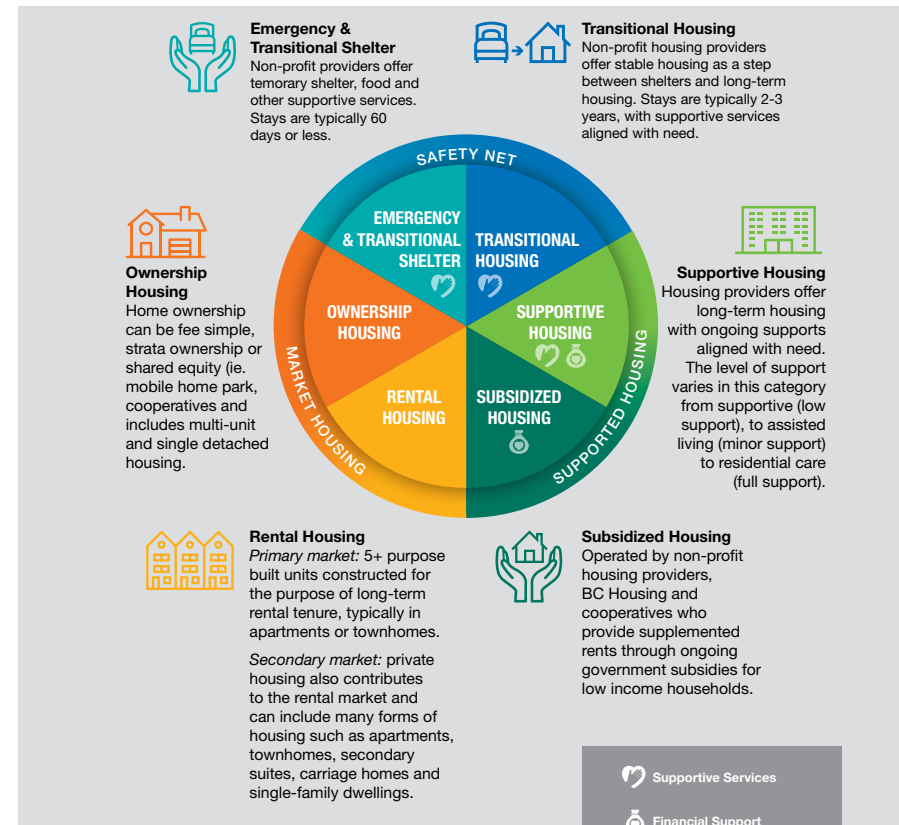 Emergency &
Transitional Shelter
Non-profit providers offer
temorary shelter, food and
other supportive services.
Stays are typically 60
days or less.
Transitional Housing
Non-profit housing providers
offer stable housing as a step
between shelters and long-term
housing. Stays are typically 2-3
years, with supportive services
aligned with need.
SAFETY NET
EMERGENCY
& TRANSITIONAL
SHELTER
TRANSITIONAL
HOUSING
OWNERSHIP
HOUSING
SUPPORTIVE
HOUSING
RENTAL
HOUSING
SUBSIDIZED
HOUSING
MARKET HOUSING
SUPPORTED HOUSING
Ownership
Housing
Home ownership
can be fee simple,
strata ownership or
shared equity (ie.
mobile home park,
cooperatives and
includes multi-unit
and single detached
housing.
Supportive Housing
Housing providers offer
long-term housing
with ongoing supports
aligned with need.
The level of support
varies in this category
from supportive (low
support), to assisted
living (minor support)
to residential care
(full support).
Rental Housing
Primary market: 5+ purpose
built units constructed for
the purpose of long-term
rental tenure, typically in
apartments or townhomes.
Secondary market: private
housing also contributes
to the rental market and
can include many forms of
housing such as apartments,
townhomes, secondary
suites, carriage homes and
single-family dwellings.
Subsidized Housing
Operated by non-profit
housing providers,
BC Housing and
cooperatives who
provide supplemented
rents through ongoing
government subsidies for
low income households.
Supportive Services
Financial Support